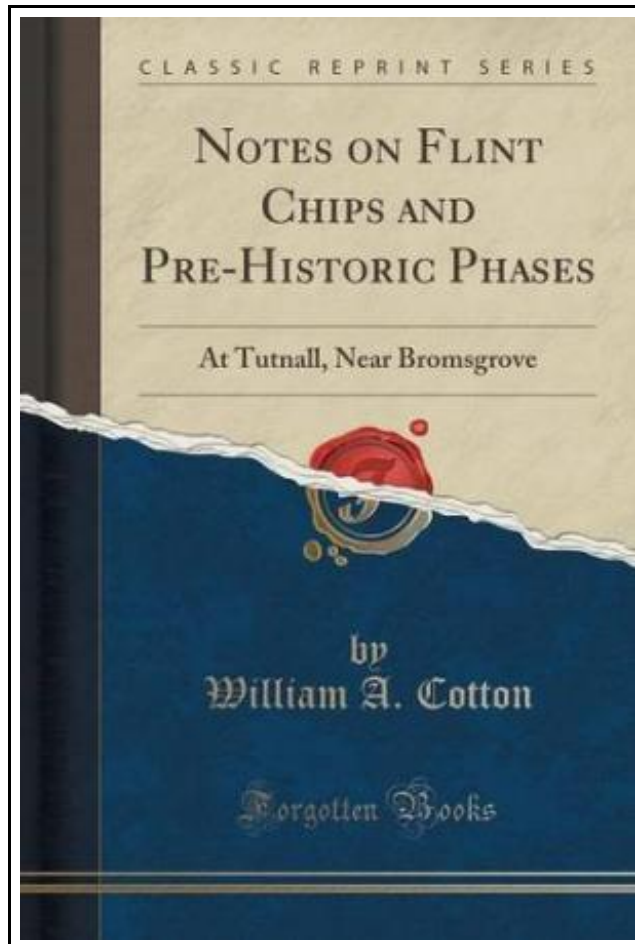 CLASSIC REPRINT SERIES
NOTES ON FLINT
CHIPS AND
PRE-HISTORIC PHASES
At Tutnall, Near Bromsgrove
F
by
William A. Cotton
Forgotten Books